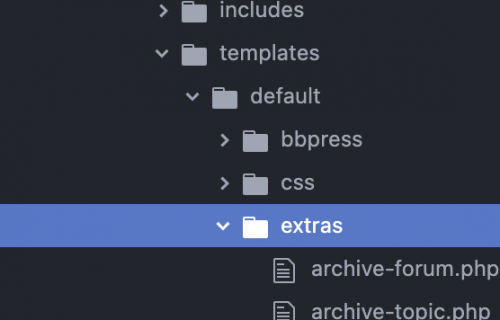 includes
templates
default
bbpress
css
extras
archive-forum.php
archive-topic.php